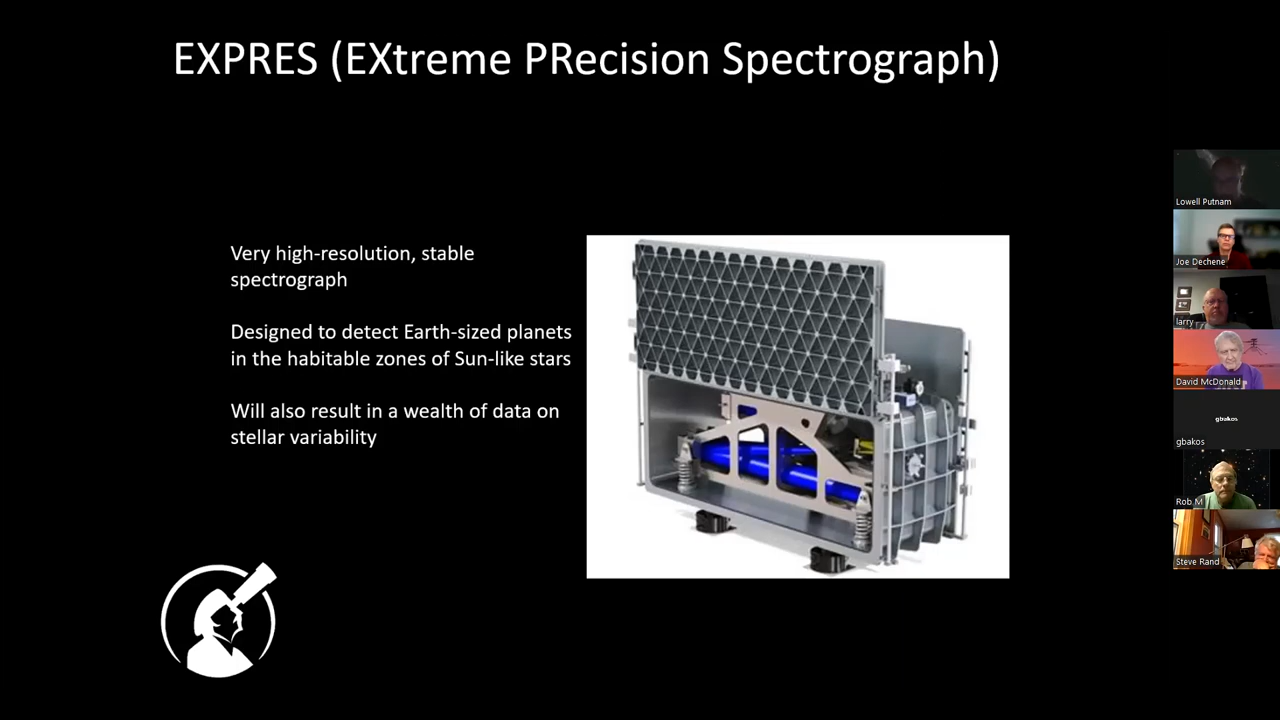 EXPRES (EXtreme PRecision Spectrograph)
Very high-resolution, stable
spectrograph
Designed to detect Earth-sized planets
in the habitable zones of Sun-like stars
Will also result in a wealth of data on
stellar variability
Lowell Putnam
Joe Dechene
larry
David McDonald
gbakos
gbakos
Rob M
Steve Rand